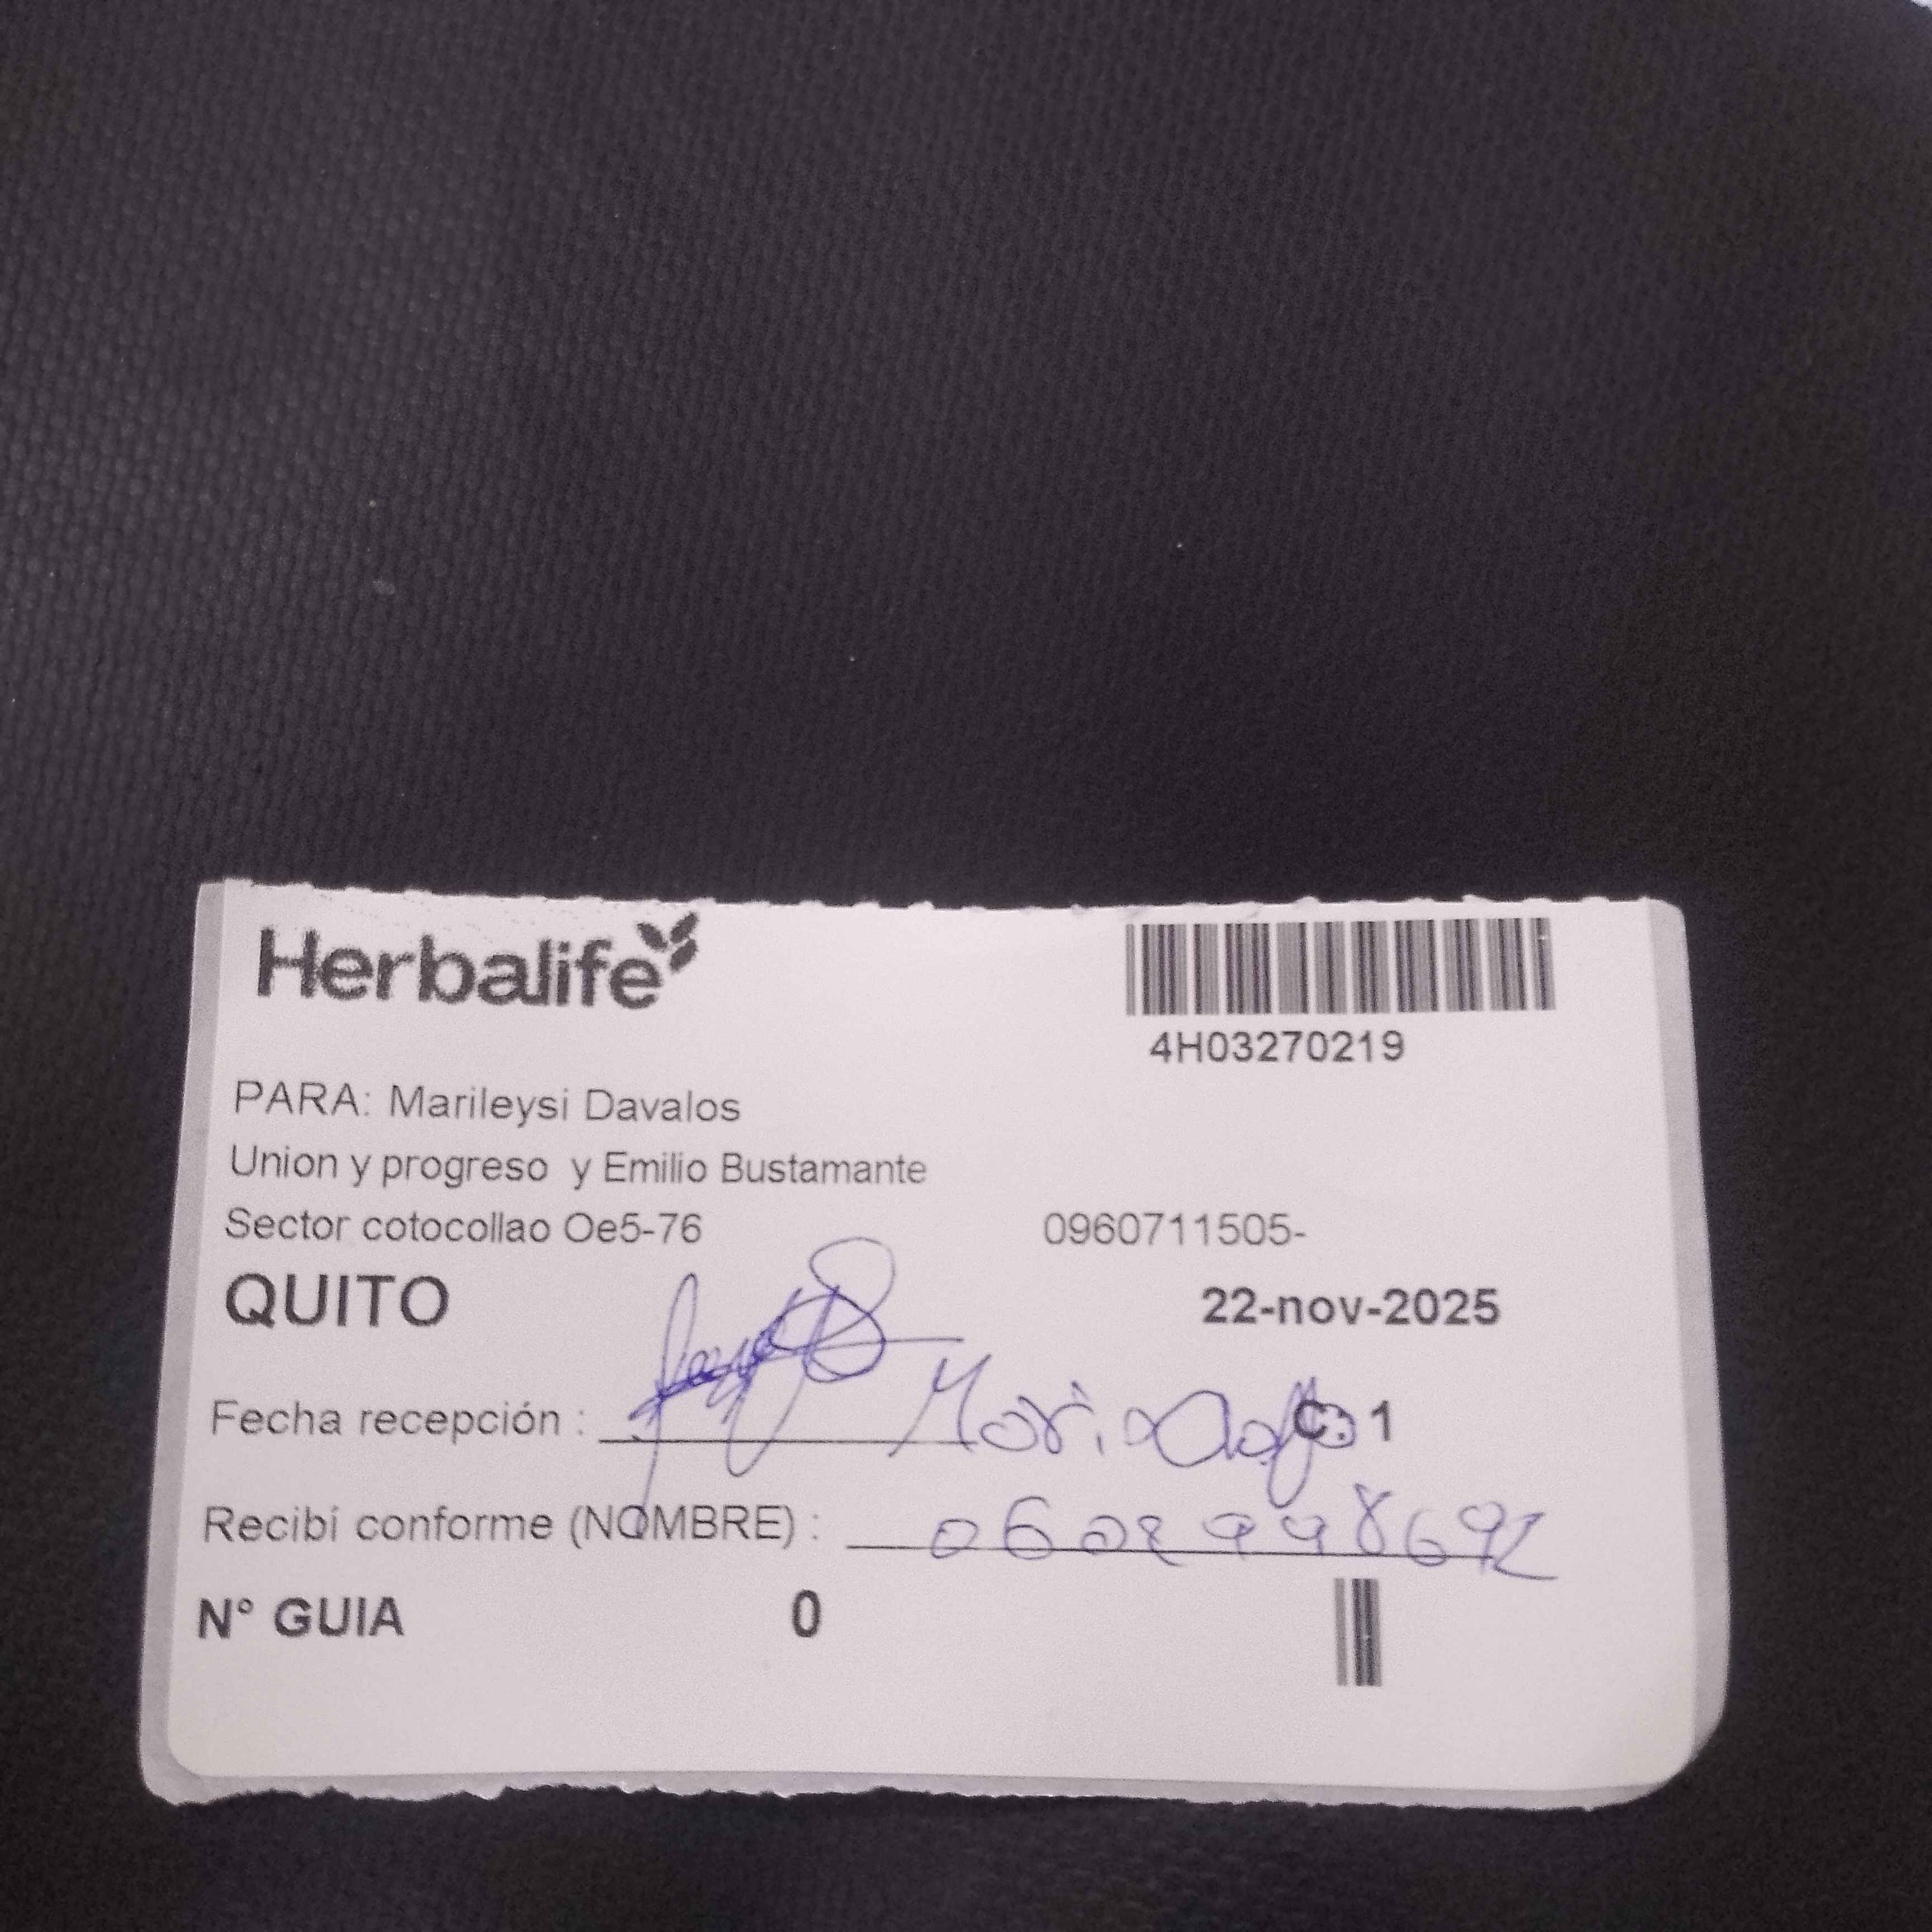 Herbalife
4H03270219
PARA: Marileysi Davalos
Union y progreso y Emilio Bustamante
Sector cotocollao Oe5-76 0960711505-
QUITO 22-nov-2025
Fecha recepción : C: 1
Recibí conforme (NOMBRE) :
N° GUIA 0